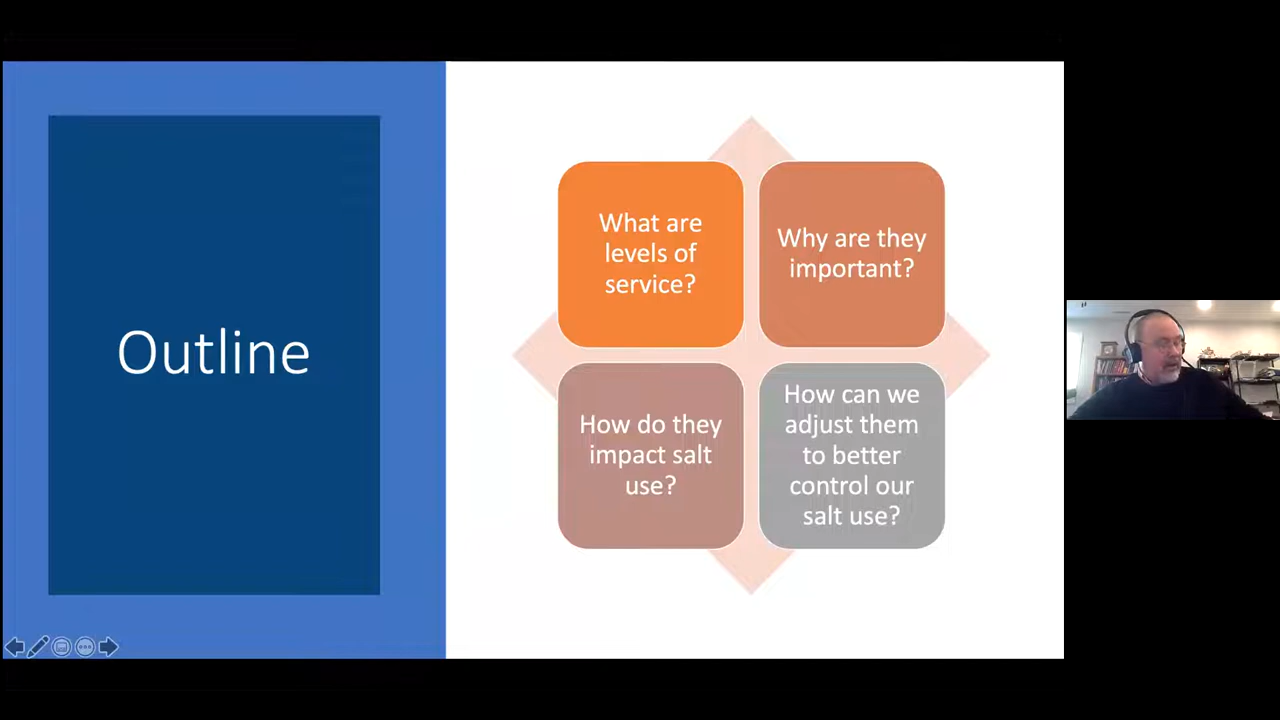 Outline
What are
levels of
service?
Why are they
important?
How do they
impact salt
use?
How can we
adjust them
to better
control our
salt use?